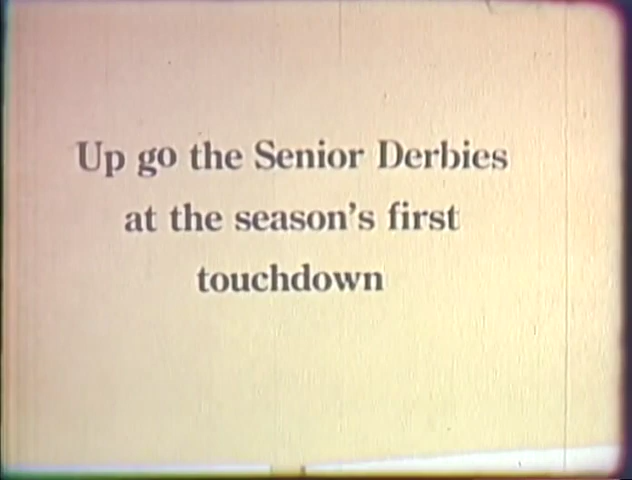 Up go the Senior Derbies
at the season's first
touchdown